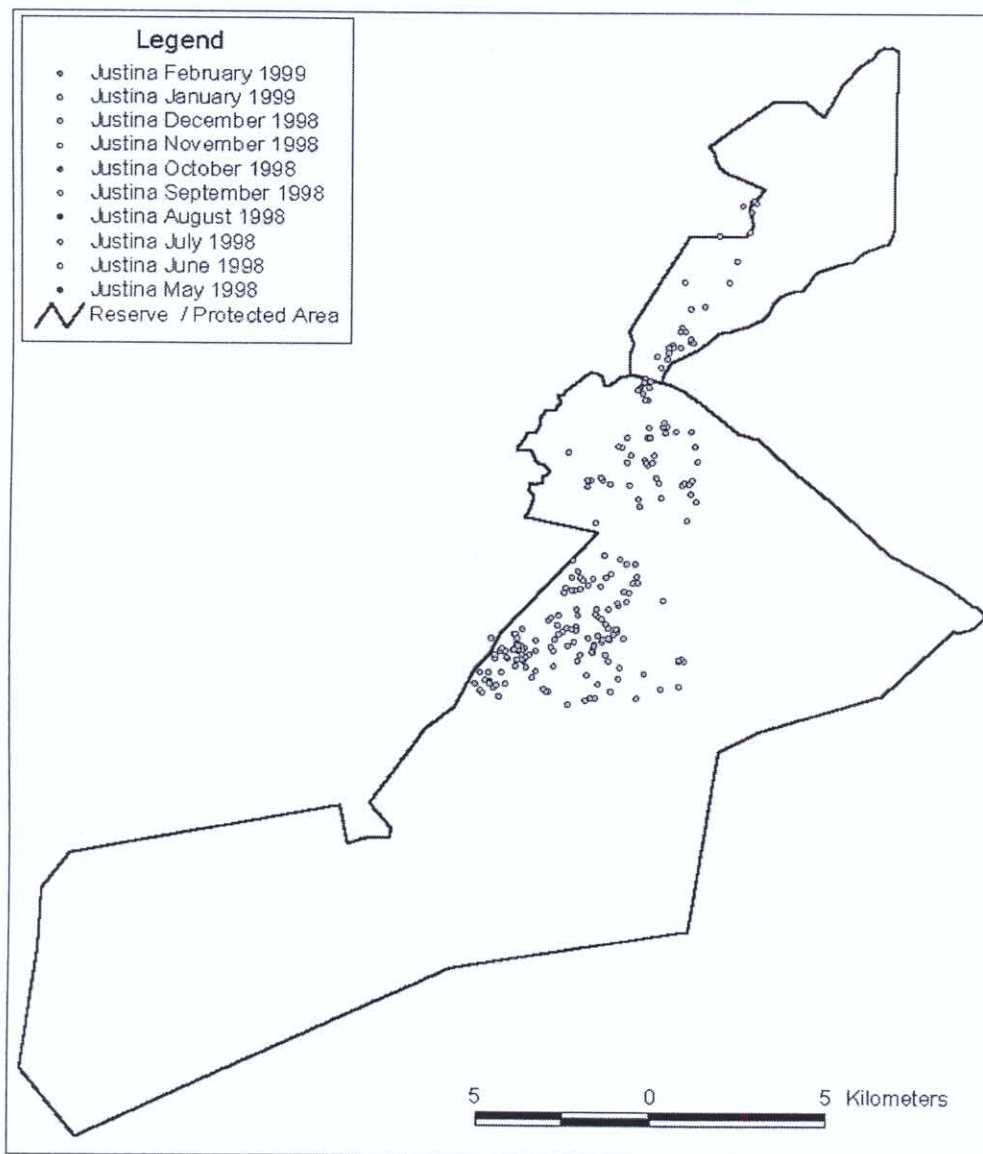 Legend
Justina February 1999
Justina January 1999
Justina December 1998
Justina November 1998
Justina October 1998
Justina September 1998
Justina August 1998
Justina July 1998
Justina June 1998
Justina May 1998
Reserve / Protected Area
5 0 5 Kilometers